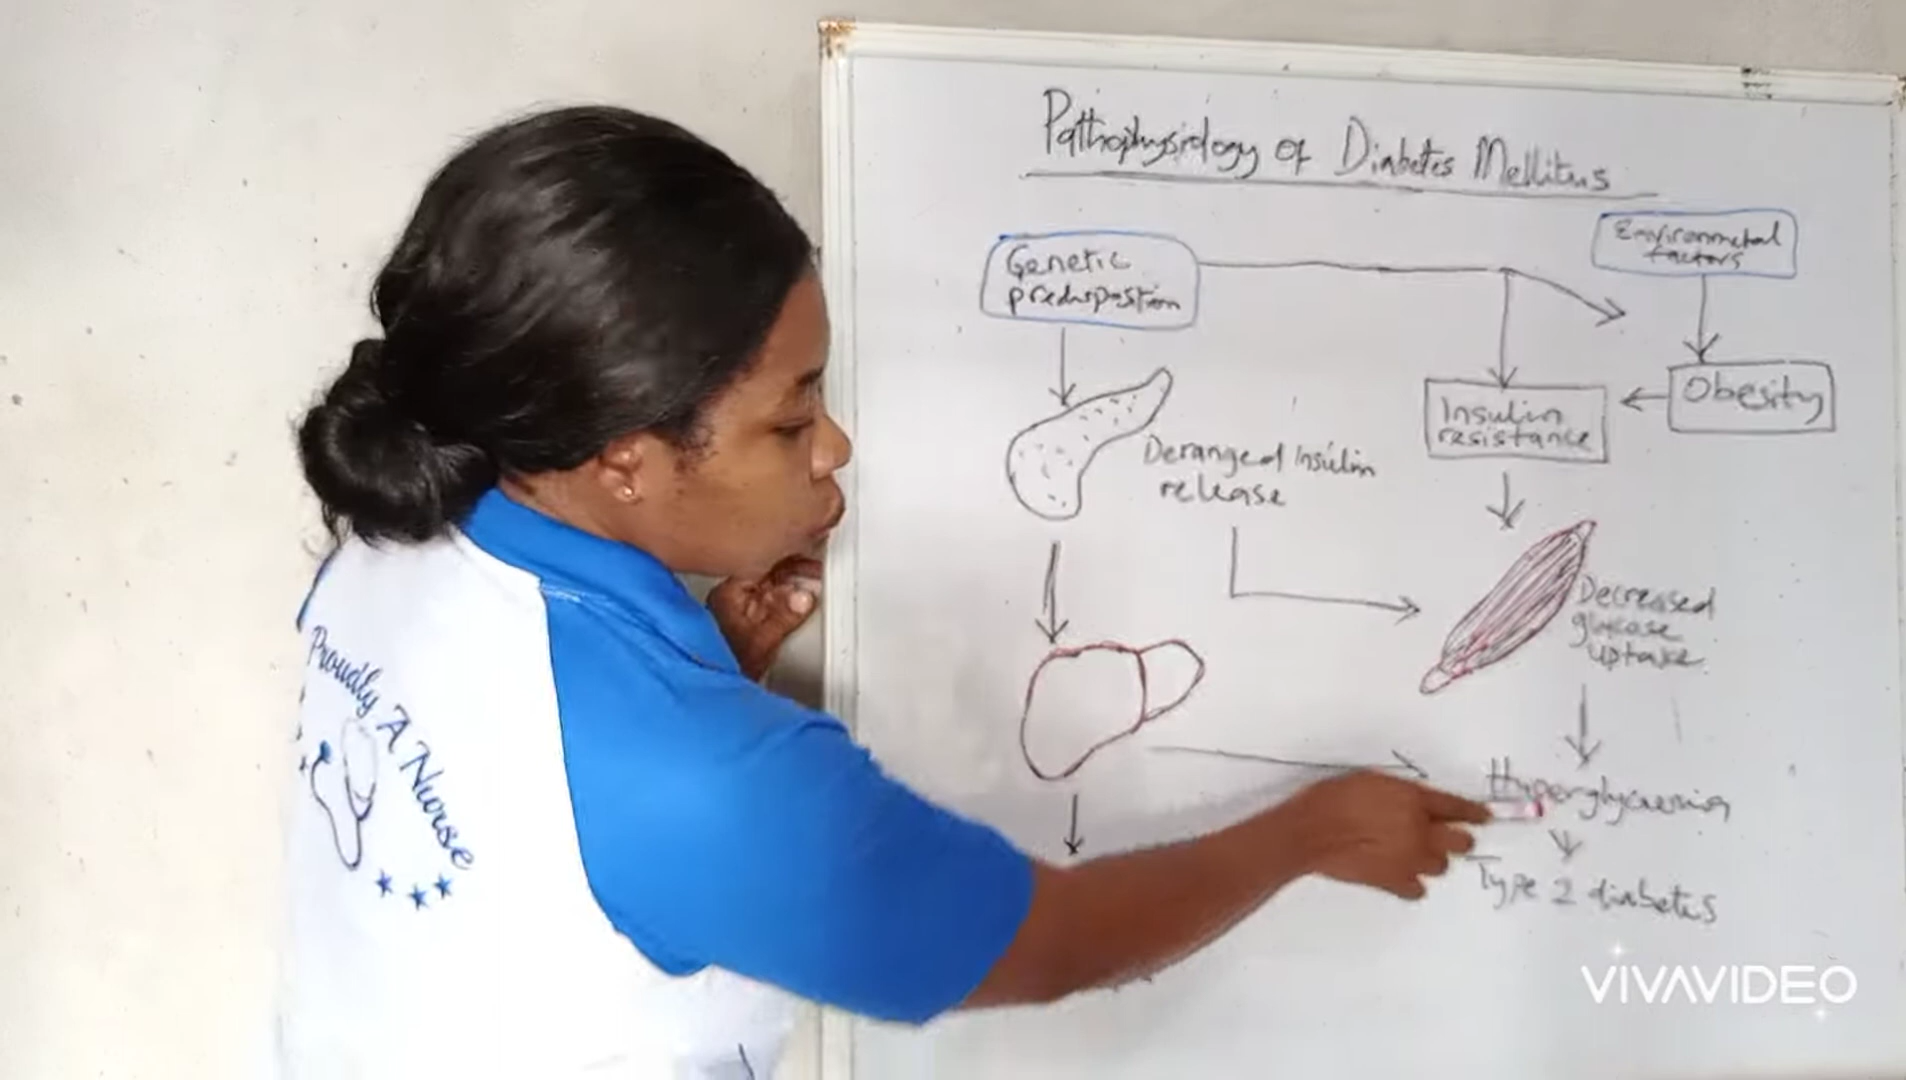 Pathophysiology of Diabetes Mellitus
Environmetal
factors
Genetic
predisposition
Obesity
Insulin
resistance
Deranged insulin
release
Decreased
glucose
uptake
Hyperglycaemia
Type 2 diabetes
Proudly A Nurse
VIVAVIDEO